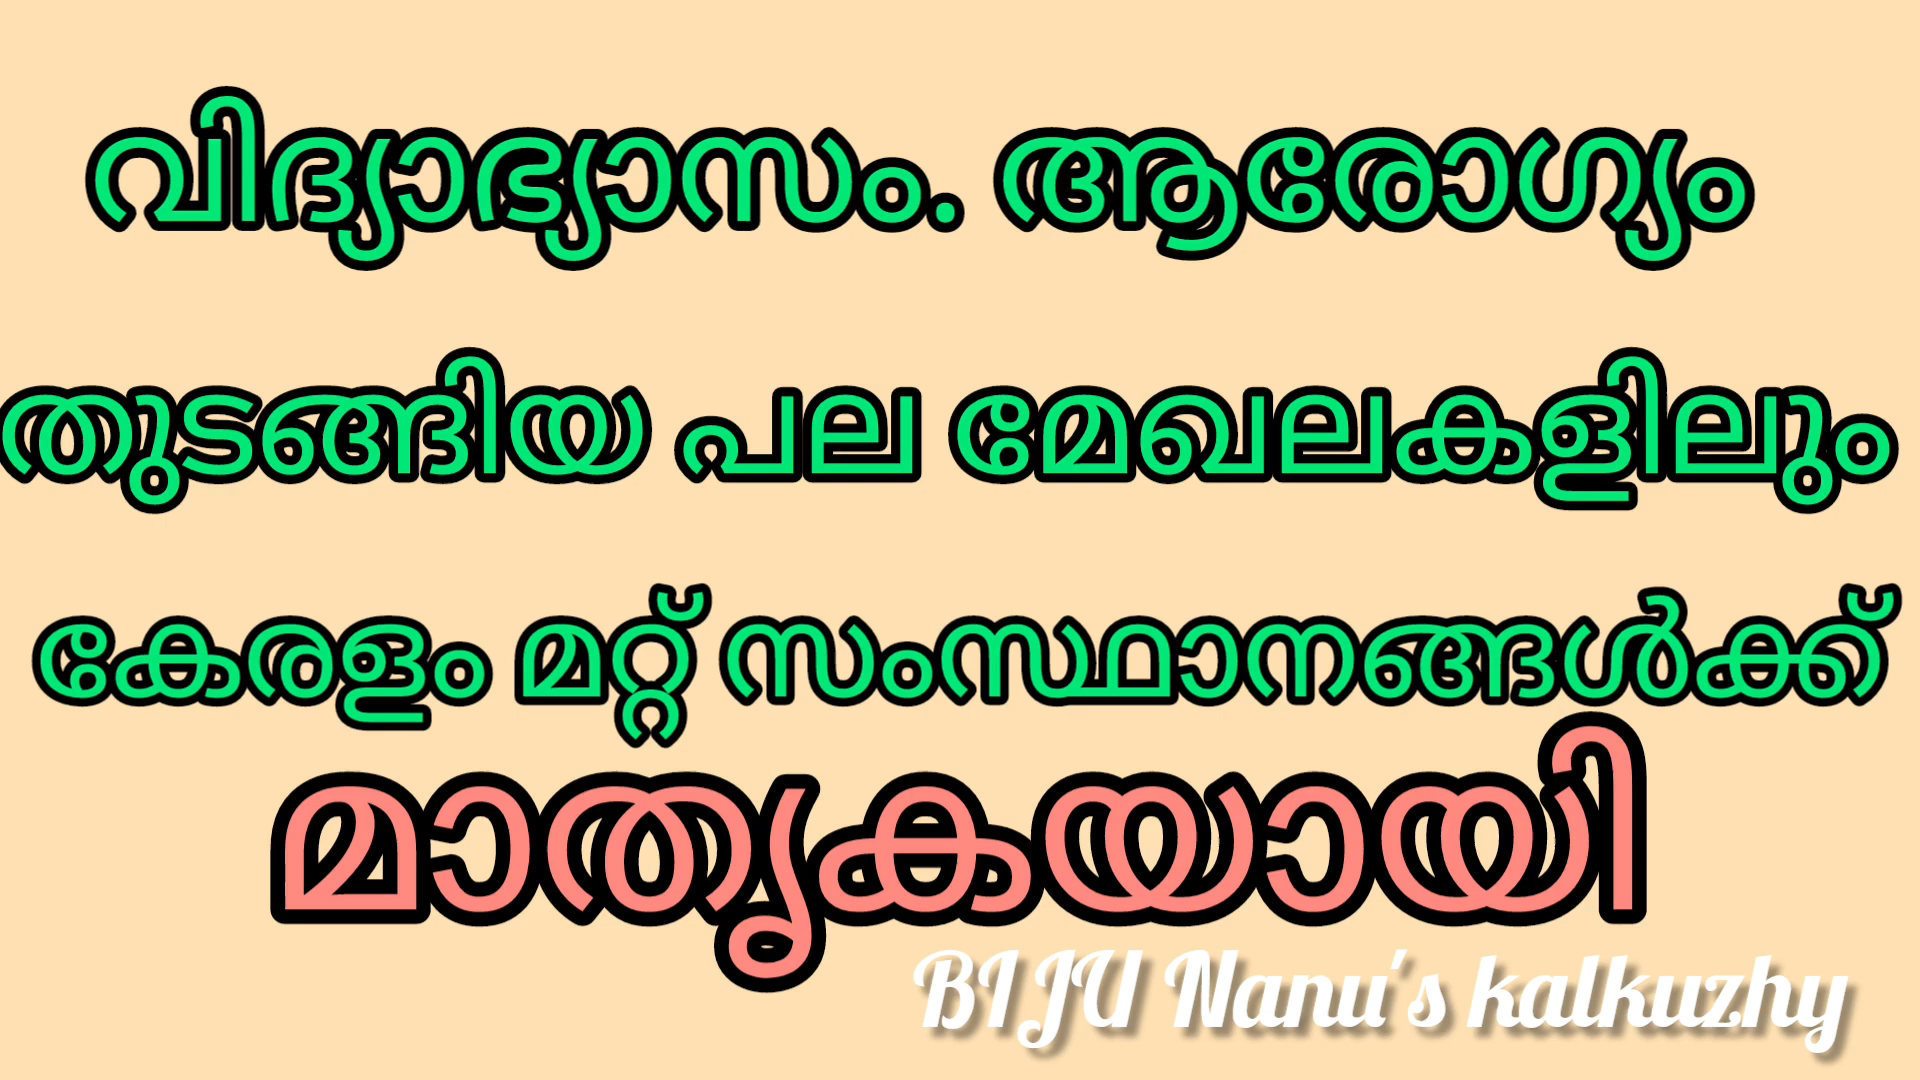 വിദ്യാഭ്യാസം. ആരോഗ്യം
തുടങ്ങിയ പല മേഖലകളിലും
കേരളം മറ്റ് സംസ്ഥാനങ്ങൾക്ക്
മാതൃകയായി
BIJU Nanu's kalkuzhy